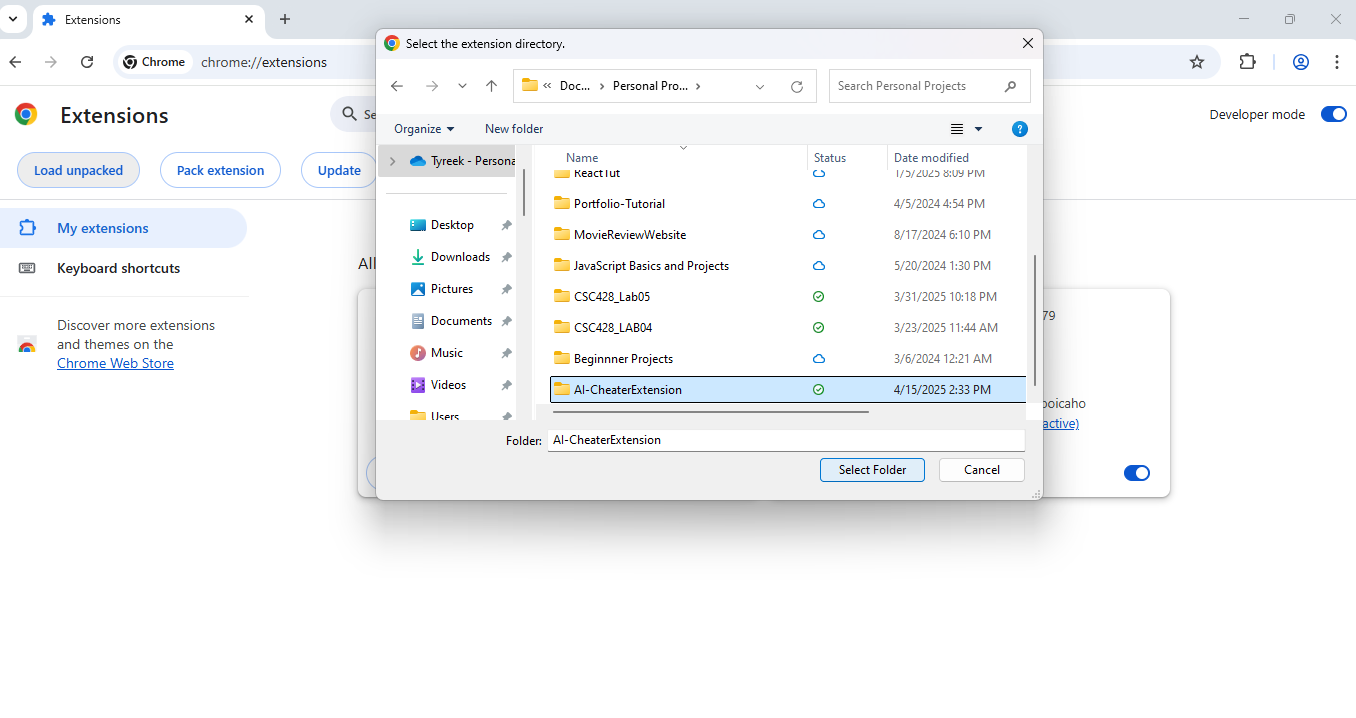 Extensions
Chrome
chrome://extensions
Select the extension directory.
Doc...
Personal Pro...
Search Personal Projects
Organize
New folder
Extensions
Developer mode
Load unpacked
Pack extension
Update
My extensions
Keyboard shortcuts
Discover more extensions
and themes on the
Chrome Web Store
All
Tyreek - Persona
Desktop
Downloads
Pictures
Documents
Music
Videos
Users
Name Status Date modified
ReactTut 1/5/2025 8:09 PM
Portfolio-Tutorial 4/5/2024 4:54 PM
MovieReviewWebsite 8/17/2024 6:10 PM
JavaScript Basics and Projects 5/20/2024 1:30 PM
CSC428_Lab05 3/31/2025 10:18 PM
CSC428_LAB04 3/23/2025 11:44 AM
Beginnner Projects 3/6/2024 12:21 AM
AI-CheaterExtension 4/15/2025 2:33 PM
Folder: AI-CheaterExtension
Select Folder
Cancel
79
poicaho
active)